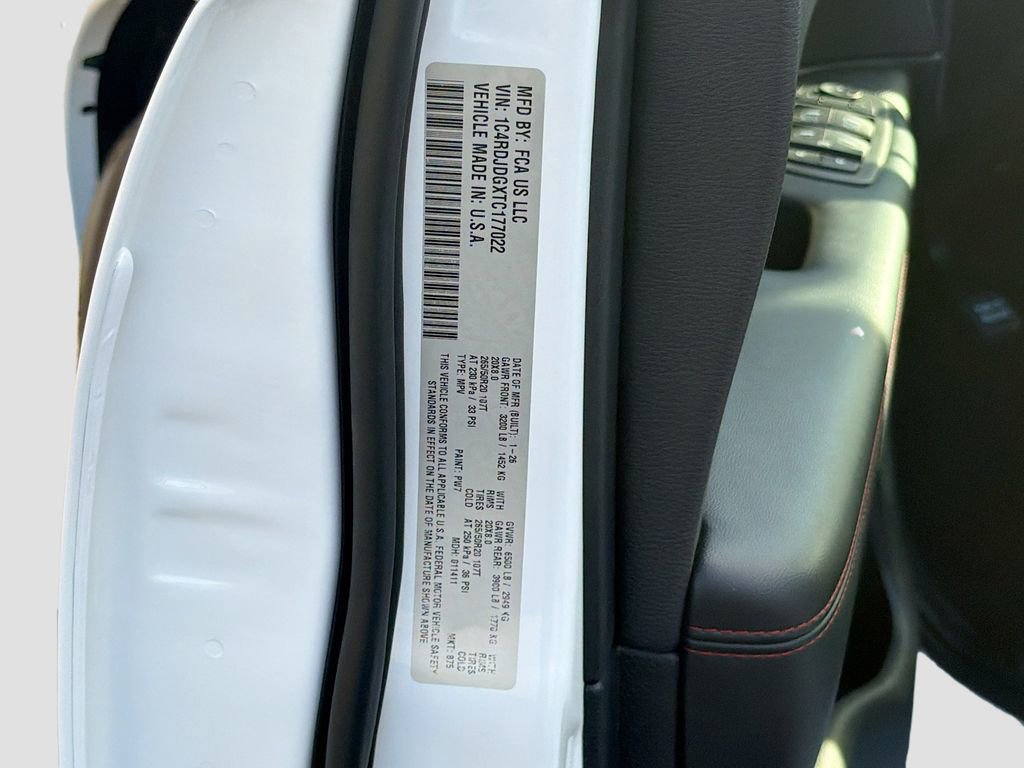 MFD BY: FCA US LLC
VIN: 1C4RDJDGXTC177022
VEHICLE MADE IN: U.S.A.
DATE OF MFR (BUILT): 1-26 GVWR: 6500 LB / 2949 KG
GAWR FRONT: 3200 LB / 1452 KG WITH GAWR REAR: 3900 LB / 1770 KG WITH
20X8.0 RIMS 20X8.0 RIMS
265/50R20 107T TIRES 265/50R20 107T TIRES
AT 230 kPa / 33 PSI COLD AT 250 kPa / 36 PSI COLD
TYPE: MPV PAINT: PW7 MDH: 011411 MKT: B75
THIS VEHICLE CONFORMS TO ALL APPLICABLE U.S.A. FEDERAL MOTOR VEHICLE SAFETY
STANDARDS IN EFFECT ON THE DATE OF MANUFACTURE SHOWN ABOVE